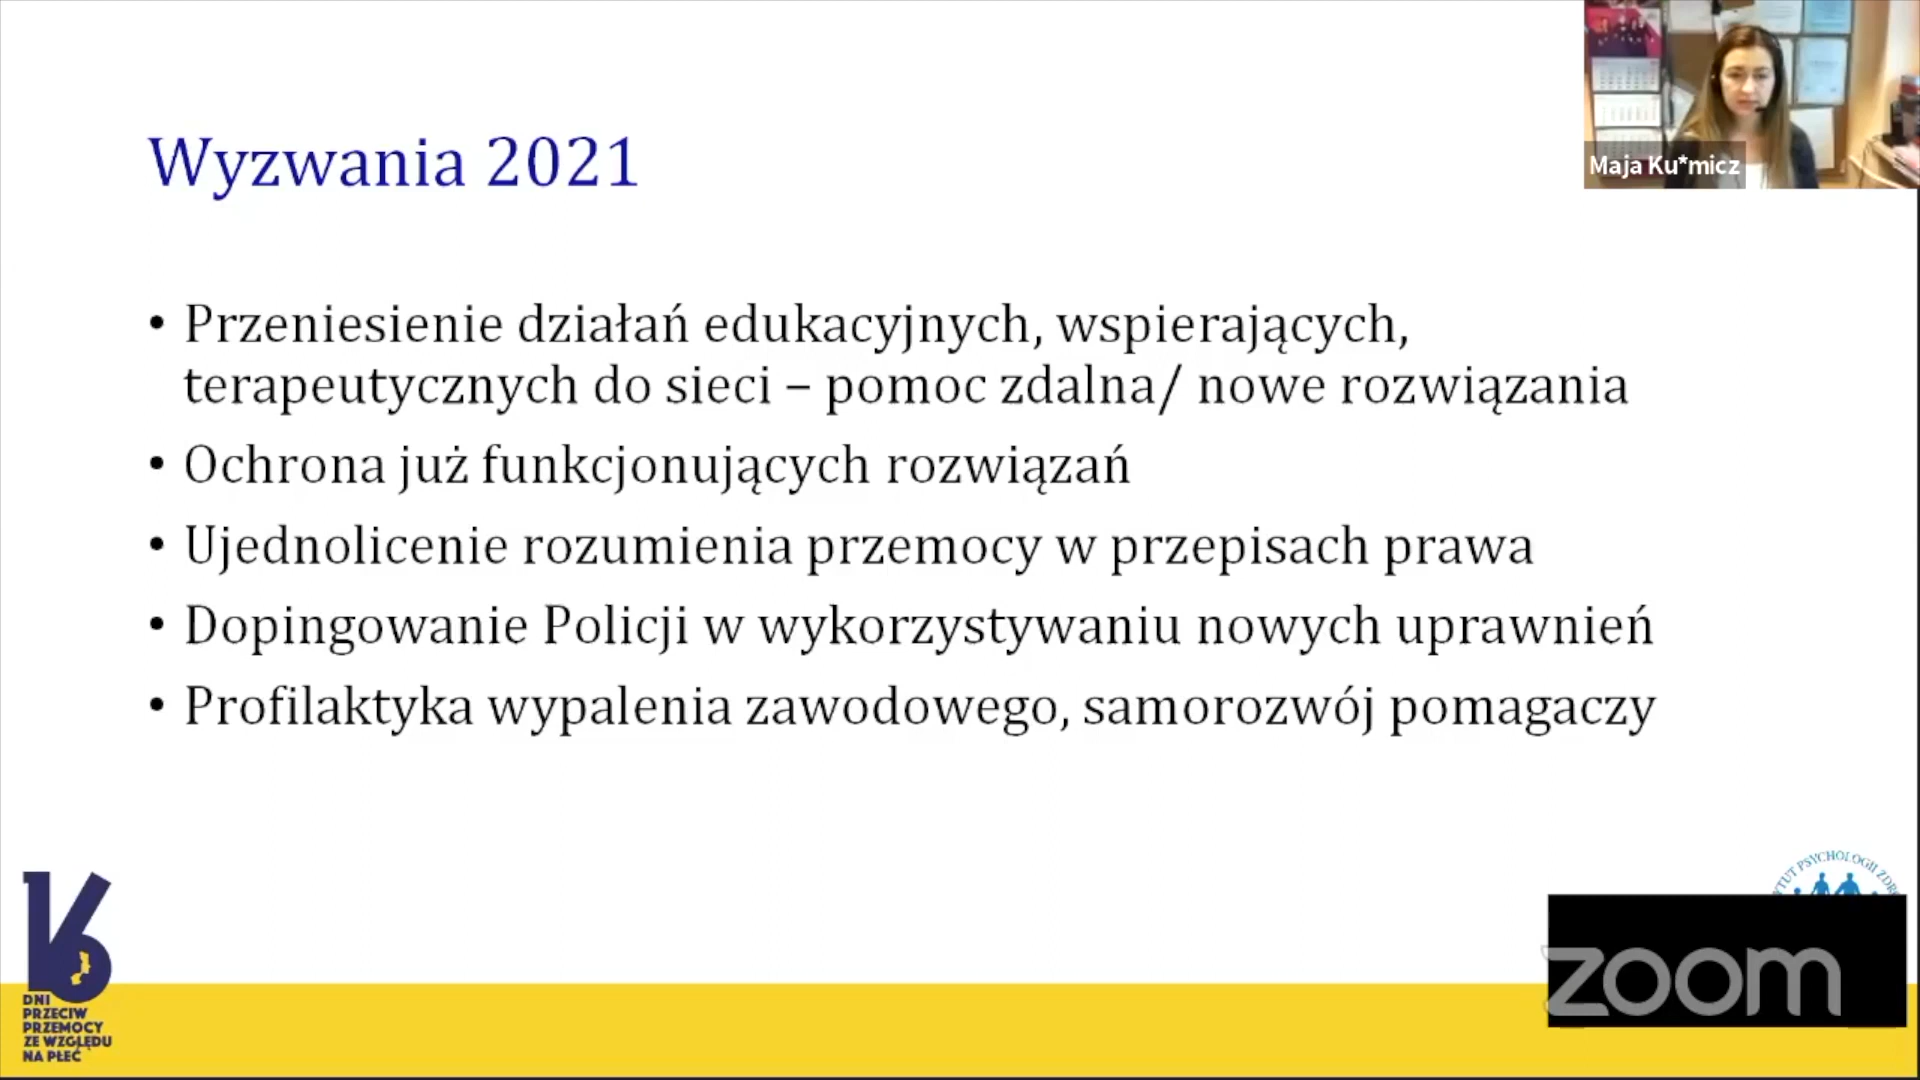 Maja Ku*micz
Wyzwania 2021
• Przeniesienie działań edukacyjnych, wspierających,
terapeutycznych do sieci – pomoc zdalna/ nowe rozwiązania
• Ochrona już funkcjonujących rozwiązań
• Ujednolicenie rozumienia przemocy w przepisach prawa
• Dopingowanie Policji w wykorzystywaniu nowych uprawnień
• Profilaktyka wypalenia zawodowego, samorozwój pomagaczy
16
DNI
PRZECIW
PRZEMOCY
ZE WZGLĘDU
NA PŁEĆ
PSYCHOLOGII
zoom